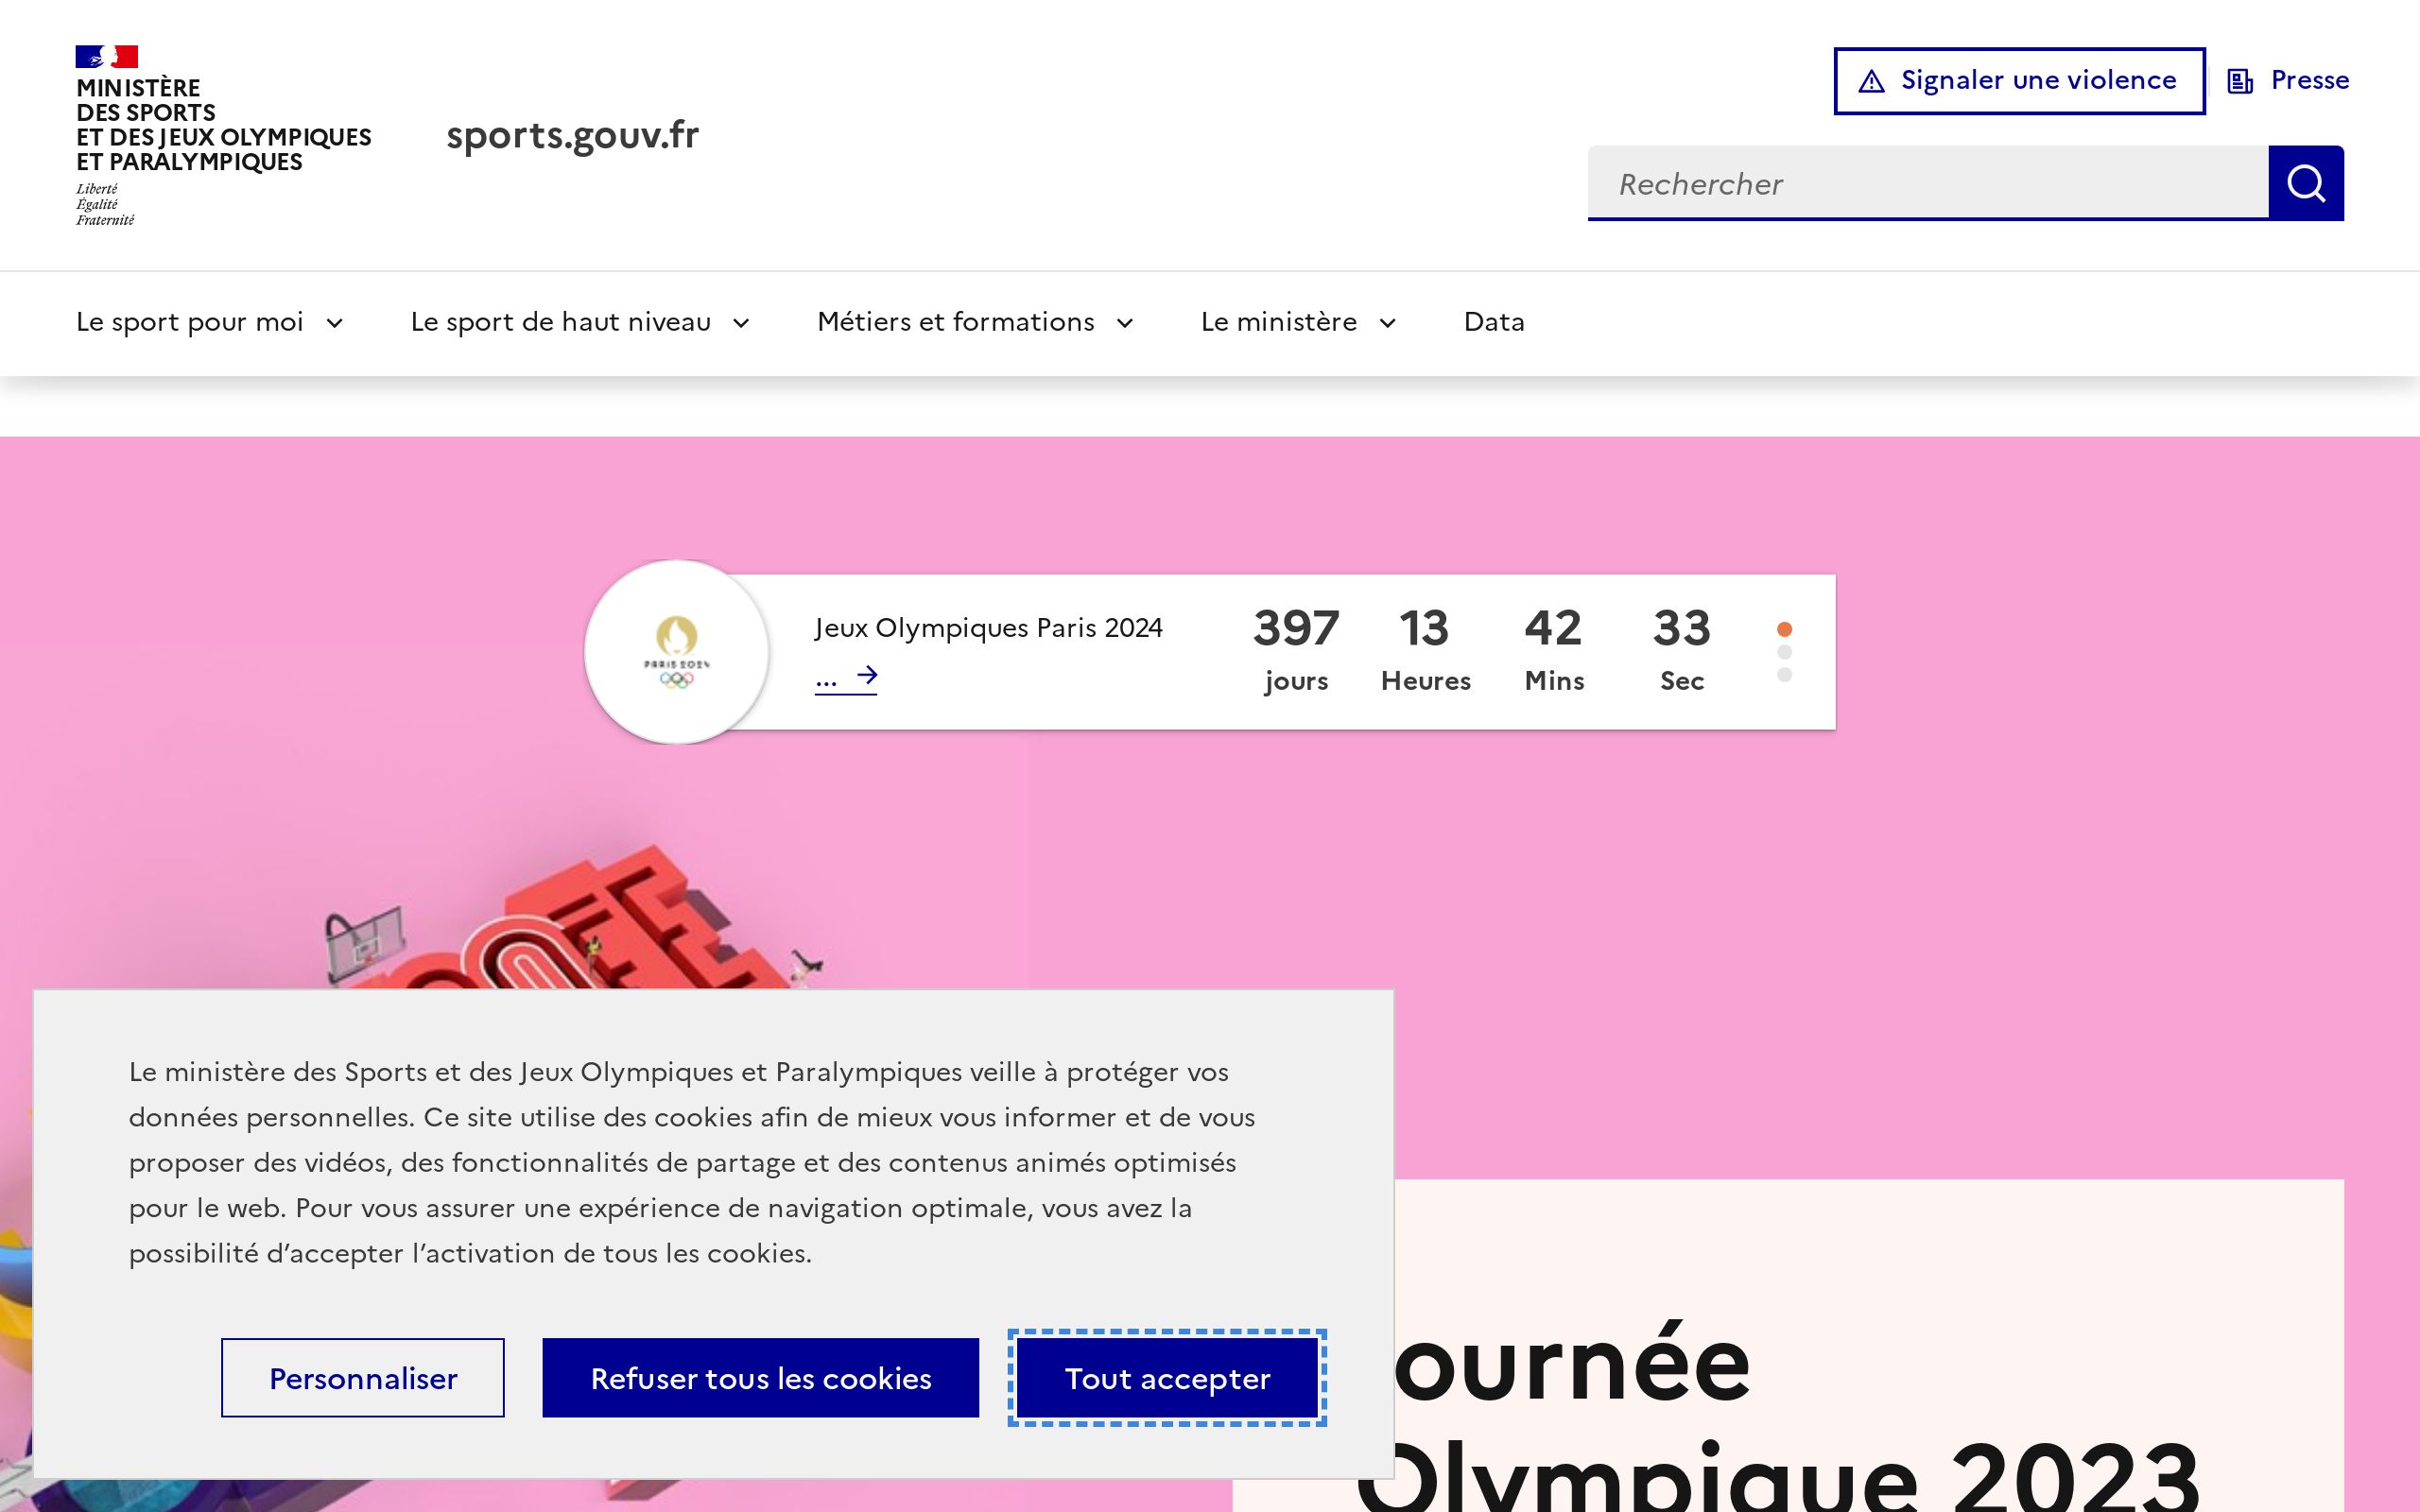 MINISTÈRE
DES SPORTS
ET DES JEUX OLYMPIQUES
ET PARALYMPIQUES
Liberté
Égalité
Fraternité
sports.gouv.fr
Signaler une violence
Presse
Rechercher
Le sport pour moi
Le sport de haut niveau
Métiers et formations
Le ministère
Data
PARIS 2024
Jeux Olympiques Paris 2024
...
397 13 42 33
jours Heures Mins Sec
Le ministère des Sports et des Jeux Olympiques et Paralympiques veille à protéger vos
données personnelles. Ce site utilise des cookies afin de mieux vous informer et de vous
proposer des vidéos, des fonctionnalités de partage et des contenus animés optimisés
pour le web. Pour vous assurer une expérience de navigation optimale, vous avez la
possibilité d’accepter l’activation de tous les cookies.
Personnaliser
Refuser tous les cookies
Tout accepter
ournée
Olympique 2023